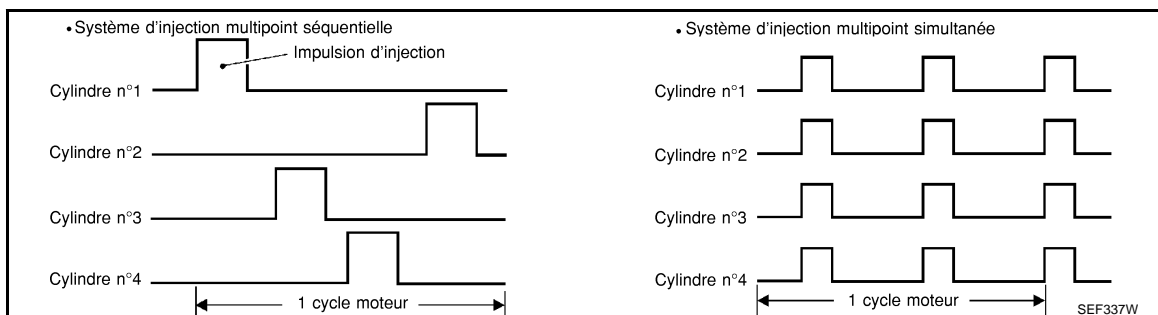 • Système d'injection multipoint séquentielle
Impulsion d'injection
Cylindre n°1
Cylindre n°2
Cylindre n°3
Cylindre n°4
1 cycle moteur
• Système d'injection multipoint simultanée
Cylindre n°1
Cylindre n°2
Cylindre n°3
Cylindre n°4
1 cycle moteur
SEF337W